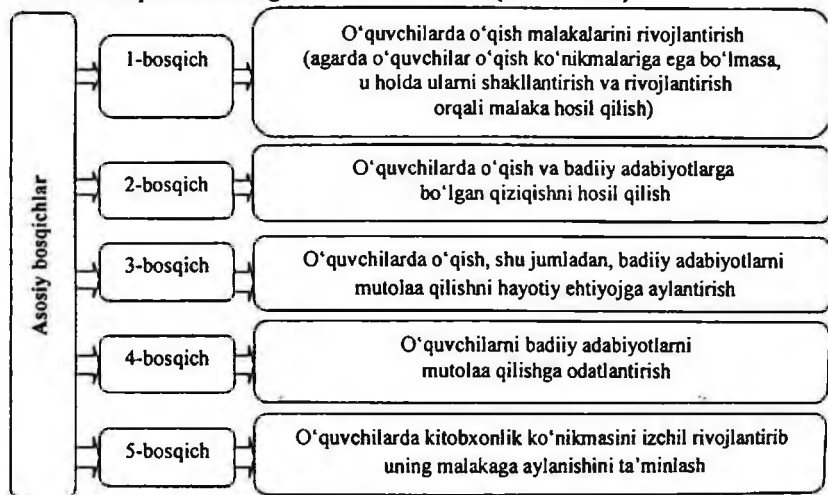 Asosiy bosqichlar
1-bosqich
O‘quvchilarda o‘qish malakalarini rivojlantirish
(agarda o‘quvchilar o‘qish ko‘nikmalariga ega bo‘lmasa,
u holda ularni shakllantirish va rivojlantirish
orqali malaka hosil qilish)
2-bosqich
O‘quvchilarda o‘qish va badiiy adabiyotlarga
bo‘lgan qiziqishni hosil qilish
3-bosqich
O‘quvchilarda o‘qish, shu jumladan, badiiy adabiyotlarni
mutolaa qilishni hayotiy ehtiyojga aylantirish
4-bosqich
O‘quvchilarni badiiy adabiyotlarni
mutolaa qilishga odatlantirish
5-bosqich
O‘quvchilarda kitobxonlik ko‘nikmasini izchil rivojlantirib
uning malakaga aylanishini ta’minlash